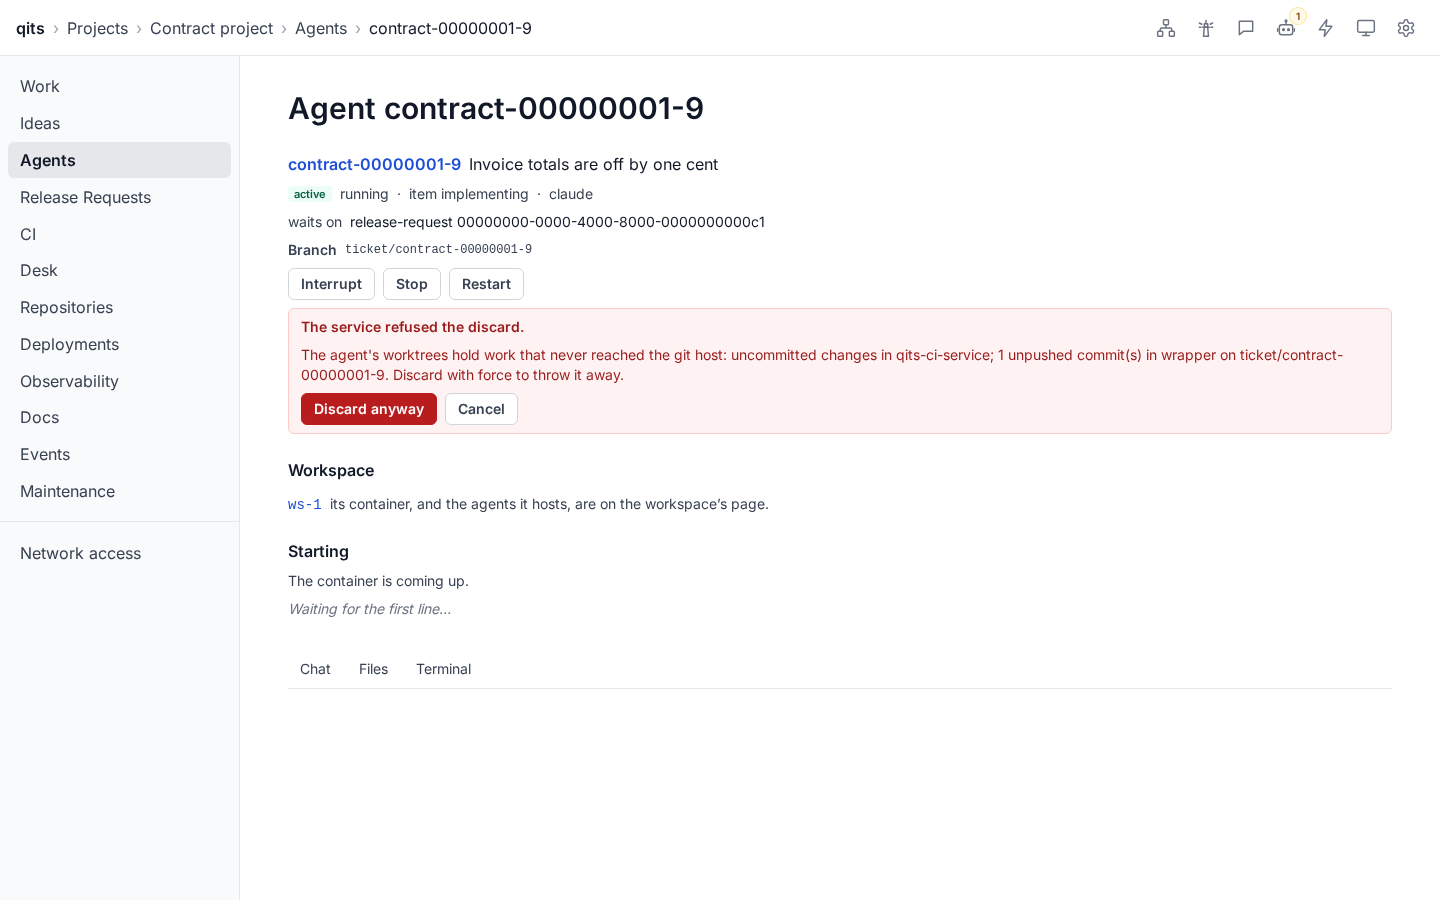 qits › Projects › Contract project › Agents › contract-00000001-9
1
Work
Ideas
Agents
Release Requests
CI
Desk
Repositories
Deployments
Observability
Docs
Events
Maintenance
Network access
Agent contract-00000001-9
contract-00000001-9 Invoice totals are off by one cent
active running · item implementing · claude
waits on release-request 00000000-0000-4000-8000-0000000000c1
Branch ticket/contract-00000001-9
Interrupt Stop Restart
The service refused the discard.
The agent's worktrees hold work that never reached the git host: uncommitted changes in qits-ci-service; 1 unpushed commit(s) in wrapper on ticket/contract-
00000001-9. Discard with force to throw it away.
Discard anyway Cancel
Workspace
ws-1 its container, and the agents it hosts, are on the workspace’s page.
Starting
The container is coming up.
Waiting for the first line…
Chat Files Terminal